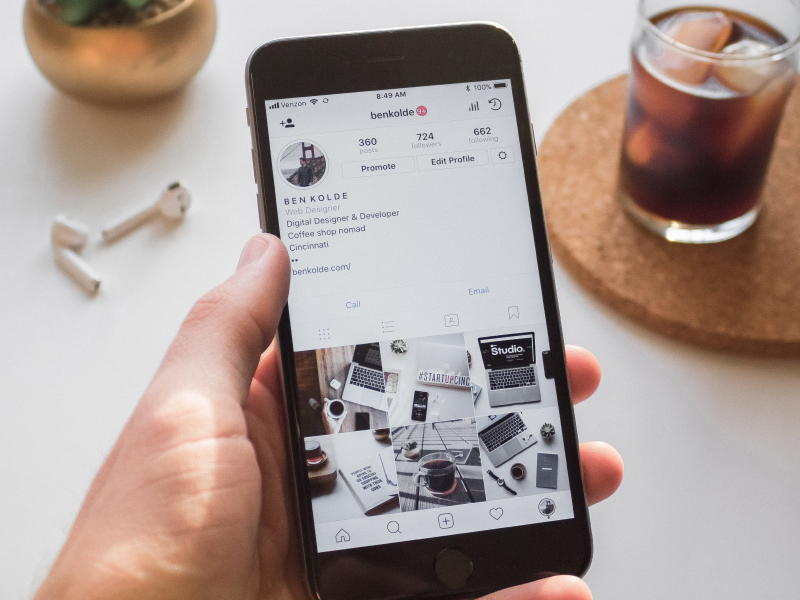 Verizon 8:49 AM 100%
benkolde
360 724 662
posts followers following
Promote Edit Profile
BEN KOLDE
Web Designer
Digital Designer & Developer
Coffee shop nomad
Cincinnati
benkolde.com/
Call Email
Studio.
#STARTUPCINCY